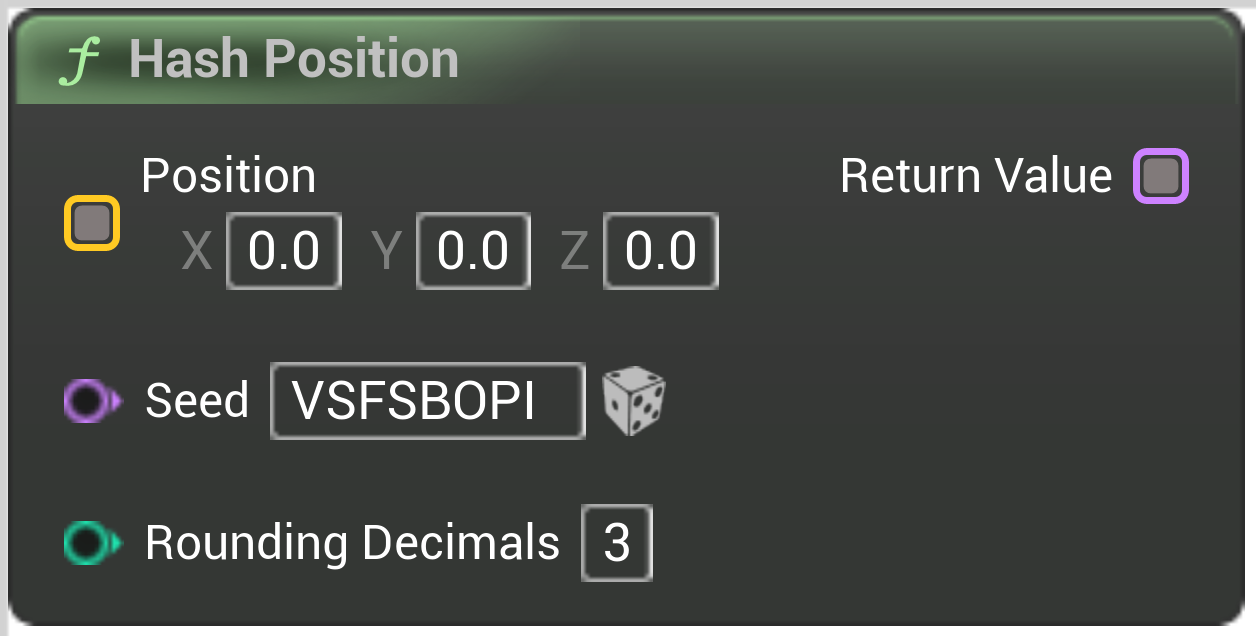 f Hash Position
Position
Return Value
X 0.0 Y 0.0 Z 0.0
Seed VSFSBOPI
Rounding Decimals 3